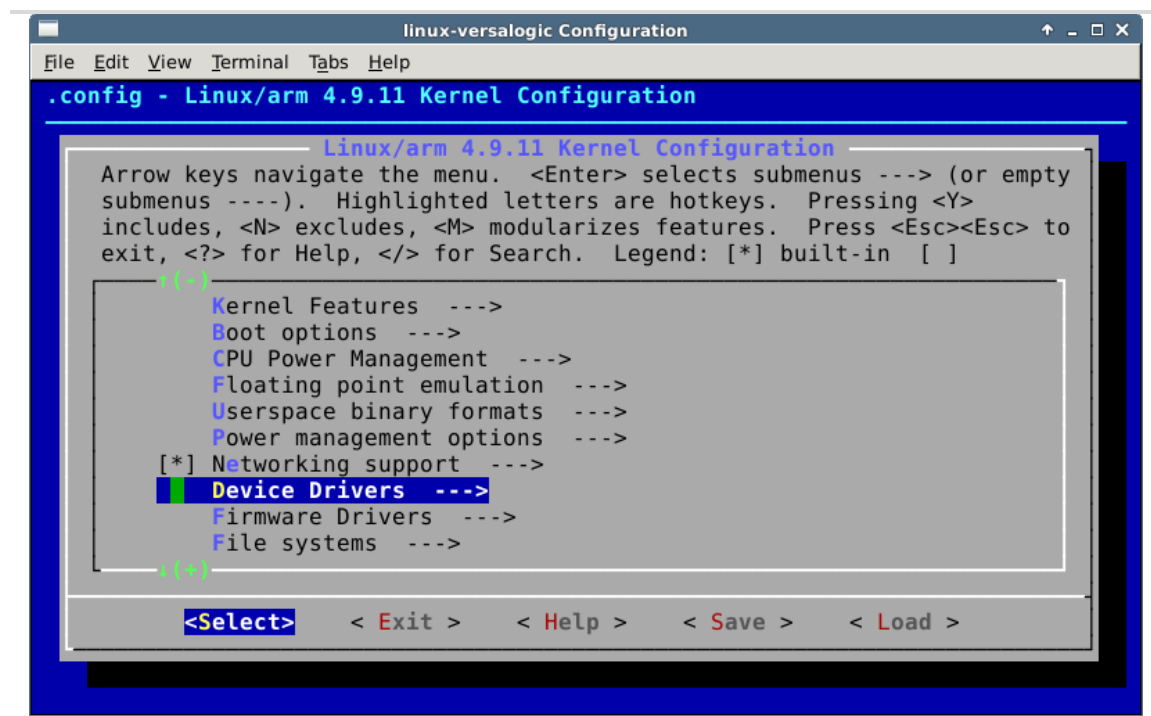 linux-versalogic Configuration
File Edit View Terminal Tabs Help
.config - Linux/arm 4.9.11 Kernel Configuration
Linux/arm 4.9.11 Kernel Configuration
Arrow keys navigate the menu. <Enter> selects submenus ---> (or empty
submenus ----). Highlighted letters are hotkeys. Pressing <Y>
includes, <N> excludes, <M> modularizes features. Press <Esc><Esc> to
exit, <?> for Help, </> for Search. Legend: [*] built-in [ ]
↑(-)
Kernel Features --->
Boot options --->
CPU Power Management --->
Floating point emulation --->
Userspace binary formats --->
Power management options --->
[*] Networking support --->
Device Drivers --->
Firmware Drivers --->
File systems --->
↓(+)
<Select> < Exit > < Help > < Save > < Load >